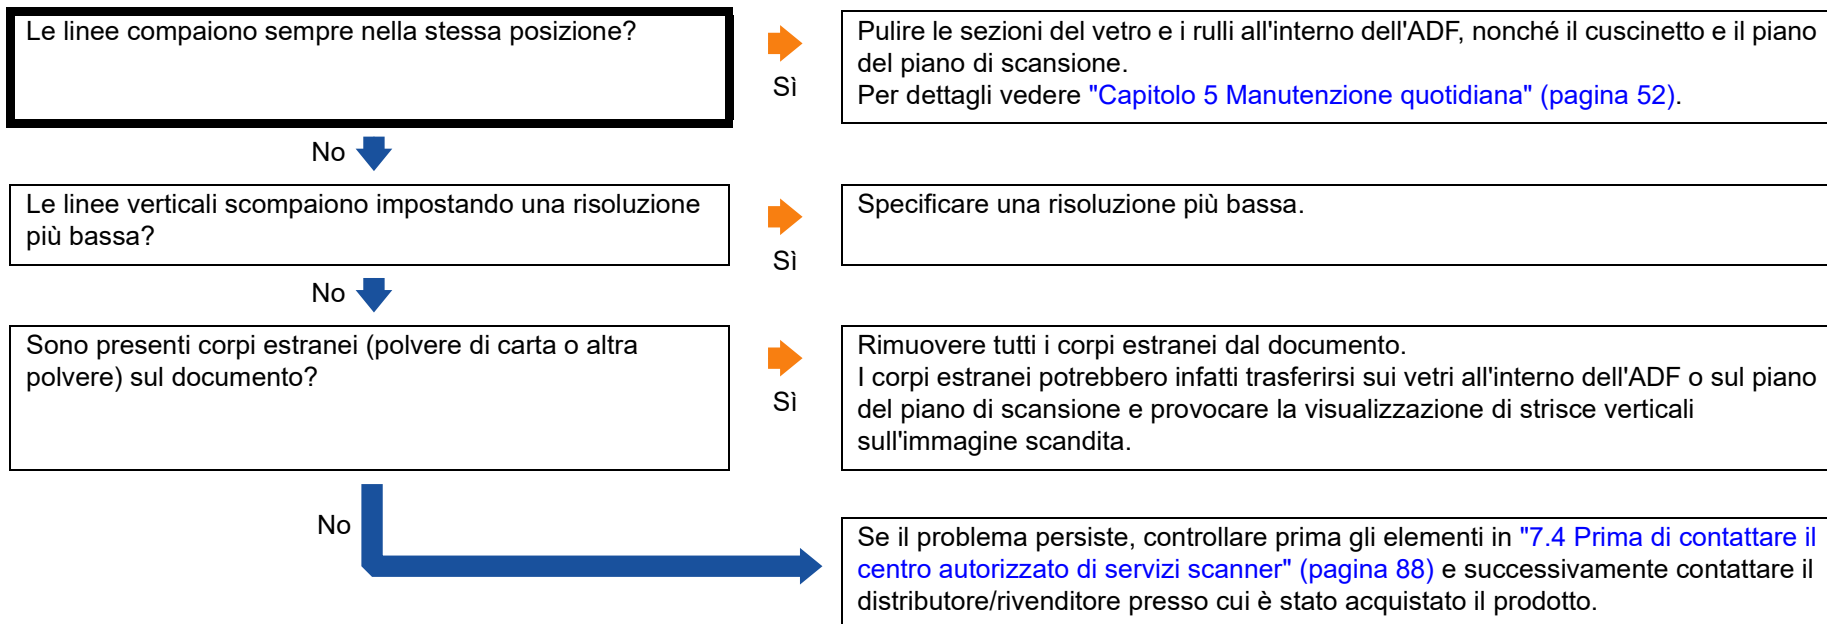 Le linee compaiono sempre nella stessa posizione?
Sì
Pulire le sezioni del vetro e i rulli all'interno dell'ADF, nonché il cuscinetto e il piano
del piano di scansione.
Per dettagli vedere "Capitolo 5 Manutenzione quotidiana" (pagina 52).
No
Le linee verticali scompaiono impostando una risoluzione
più bassa?
Sì
Specificare una risoluzione più bassa.
No
Sono presenti corpi estranei (polvere di carta o altra
polvere) sul documento?
Sì
Rimuovere tutti i corpi estranei dal documento.
I corpi estranei potrebbero infatti trasferirsi sui vetri all'interno dell'ADF o sul piano
del piano di scansione e provocare la visualizzazione di strisce verticali
sull'immagine scandita.
No
Se il problema persiste, controllare prima gli elementi in "7.4 Prima di contattare il
centro autorizzato di servizi scanner" (pagina 88) e successivamente contattare il
distributore/rivenditore presso cui è stato acquistato il prodotto.